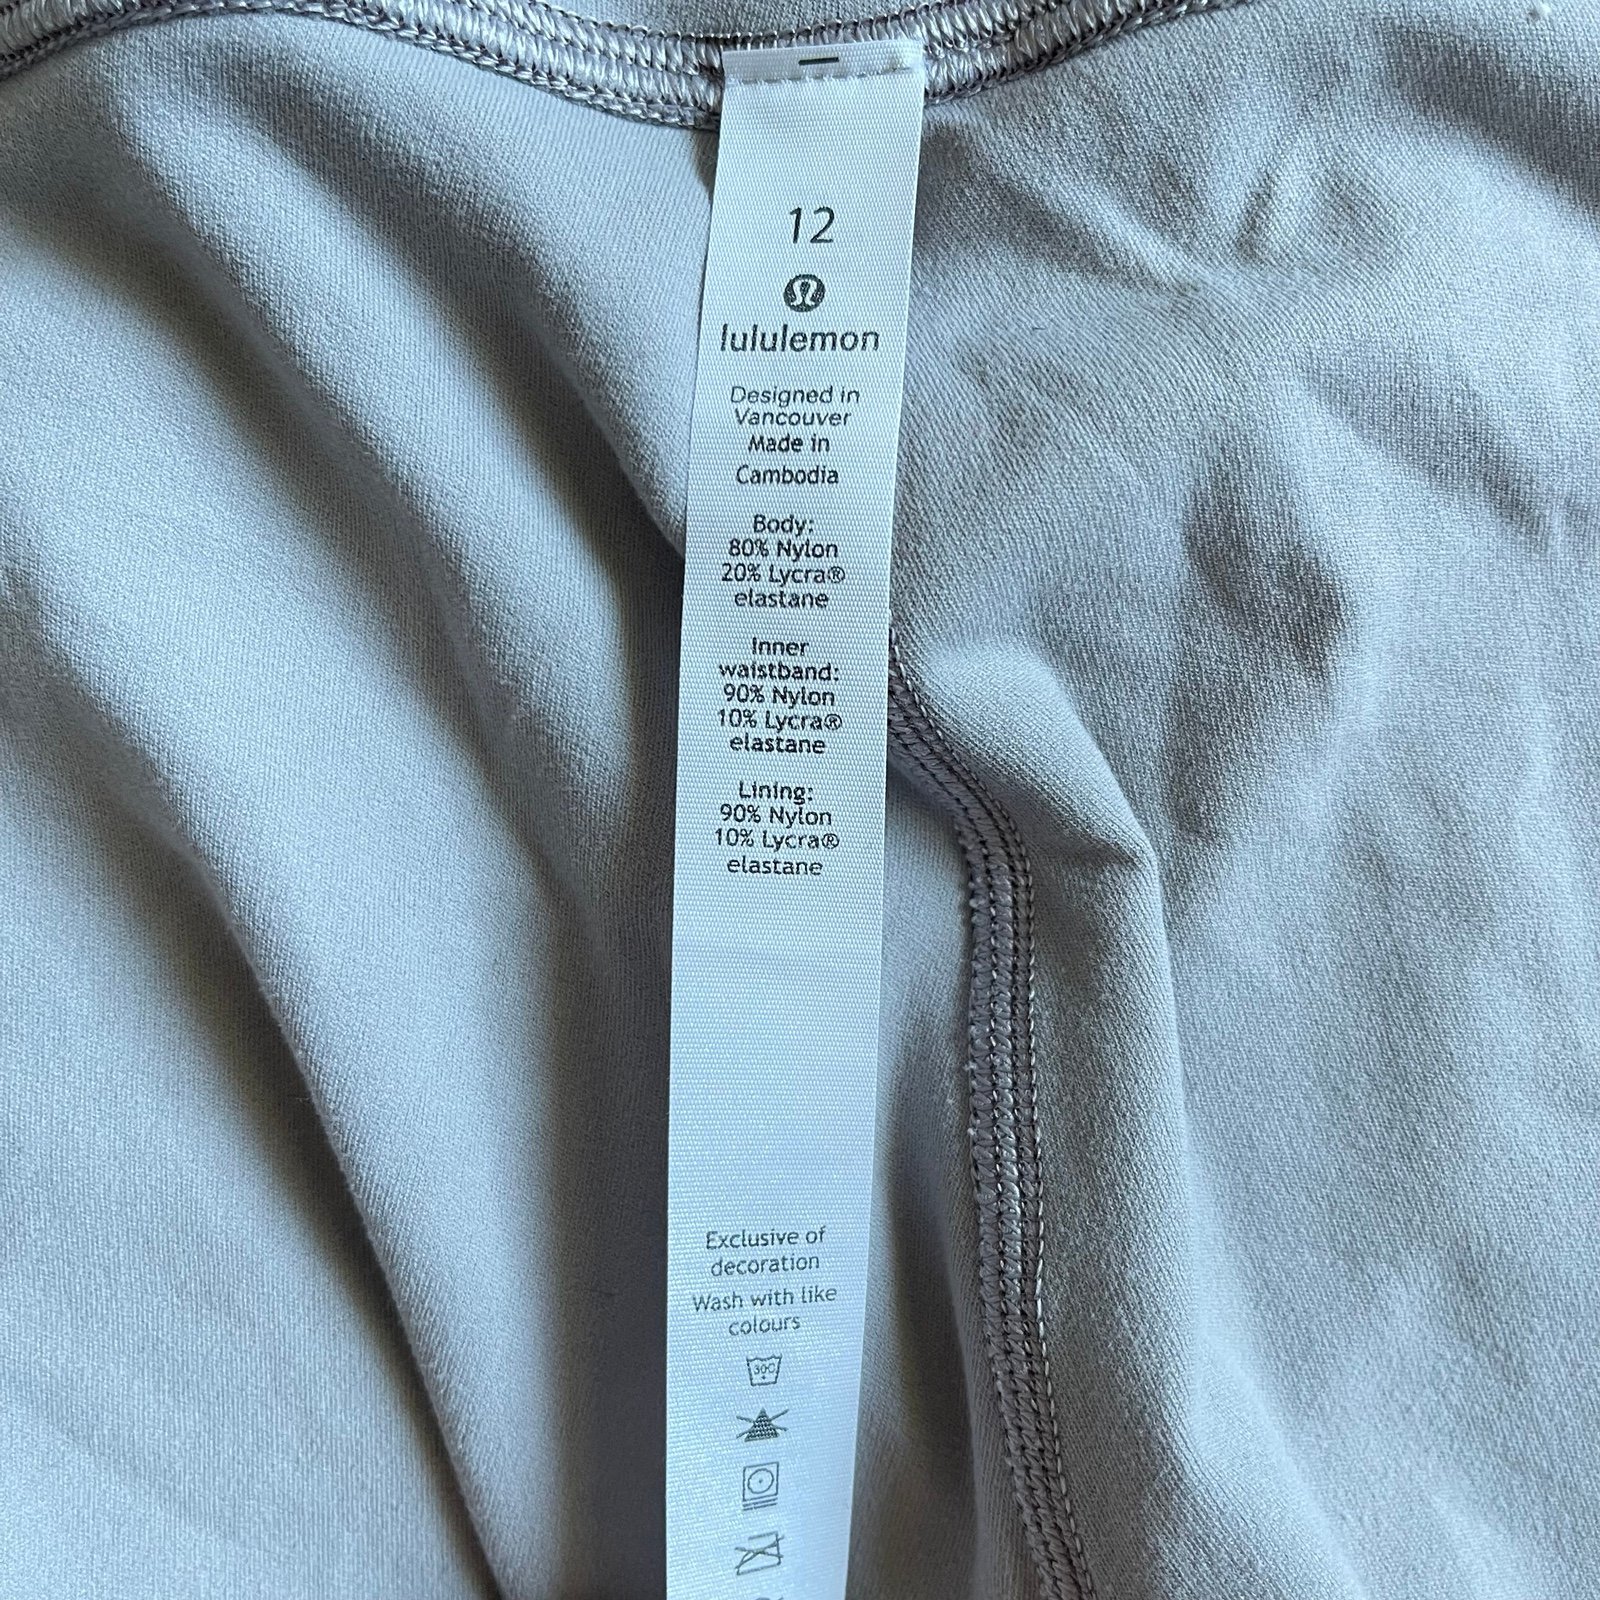 12
lululemon
Designed in
Vancouver
Made in
Cambodia
Body:
80% Nylon
20% Lycra®
elastane
Inner
waistband:
90% Nylon
10% Lycra®
elastane
Lining:
90% Nylon
10% Lycra®
elastane
Exclusive of
decoration
Wash with like
colours
30C